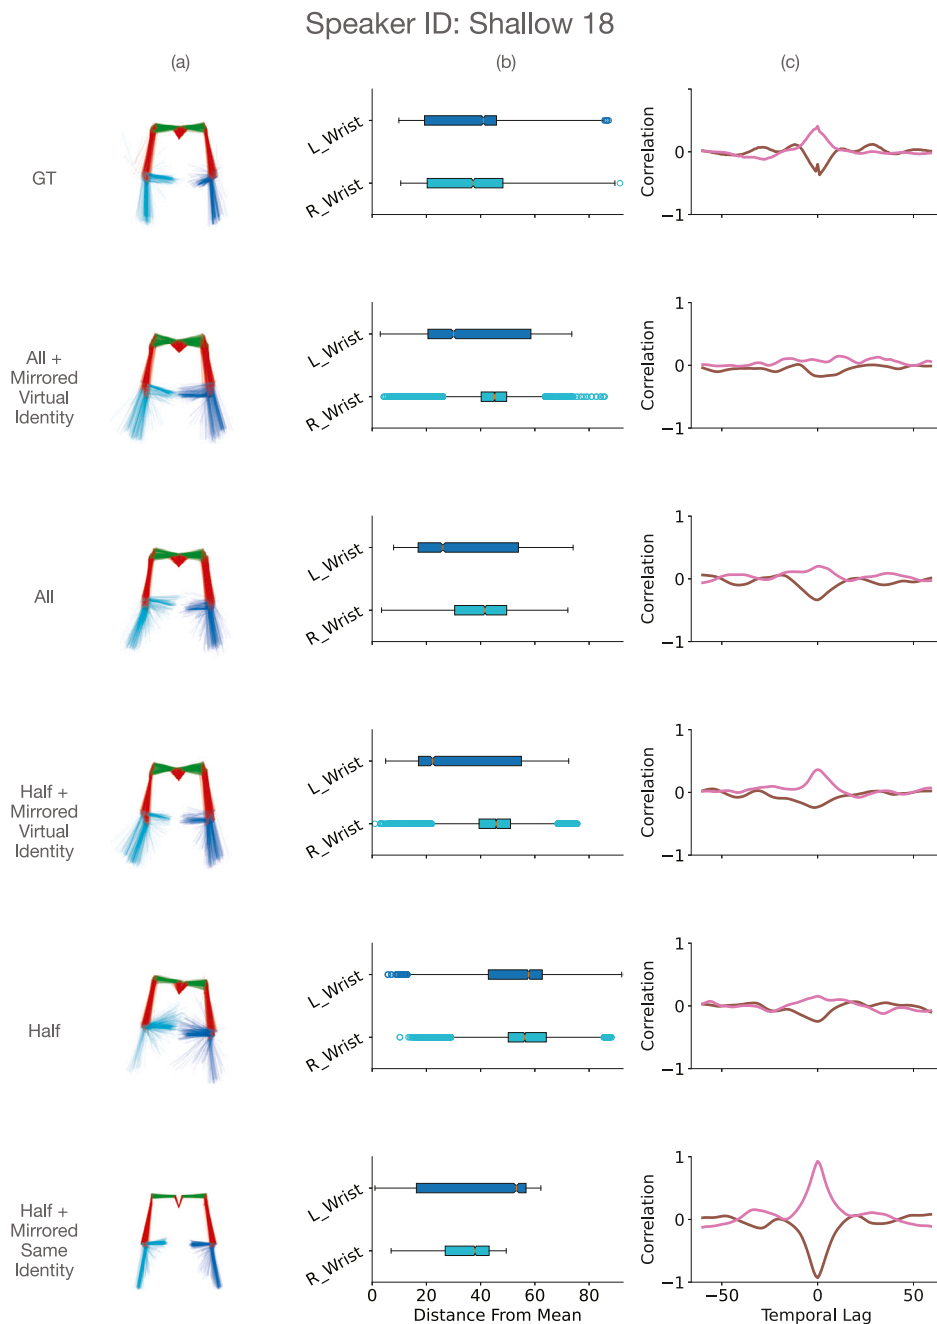 Speaker ID: Shallow 18
(a)
(b)
(c)
GT
L_Wrist
R_Wrist
Correlation
0
−1
All +
Mirrored
Virtual
Identity
L_Wrist
R_Wrist
Correlation
1
0
−1
All
L_Wrist
R_Wrist
Correlation
1
0
−1
Half +
Mirrored
Virtual
Identity
L_Wrist
R_Wrist
Correlation
1
0
−1
Half
L_Wrist
R_Wrist
Correlation
1
0
−1
Half +
Mirrored
Same
Identity
L_Wrist
R_Wrist
0 20 40 60 80
Distance From Mean
Correlation
1
0
−1
−50 0 50
Temporal Lag